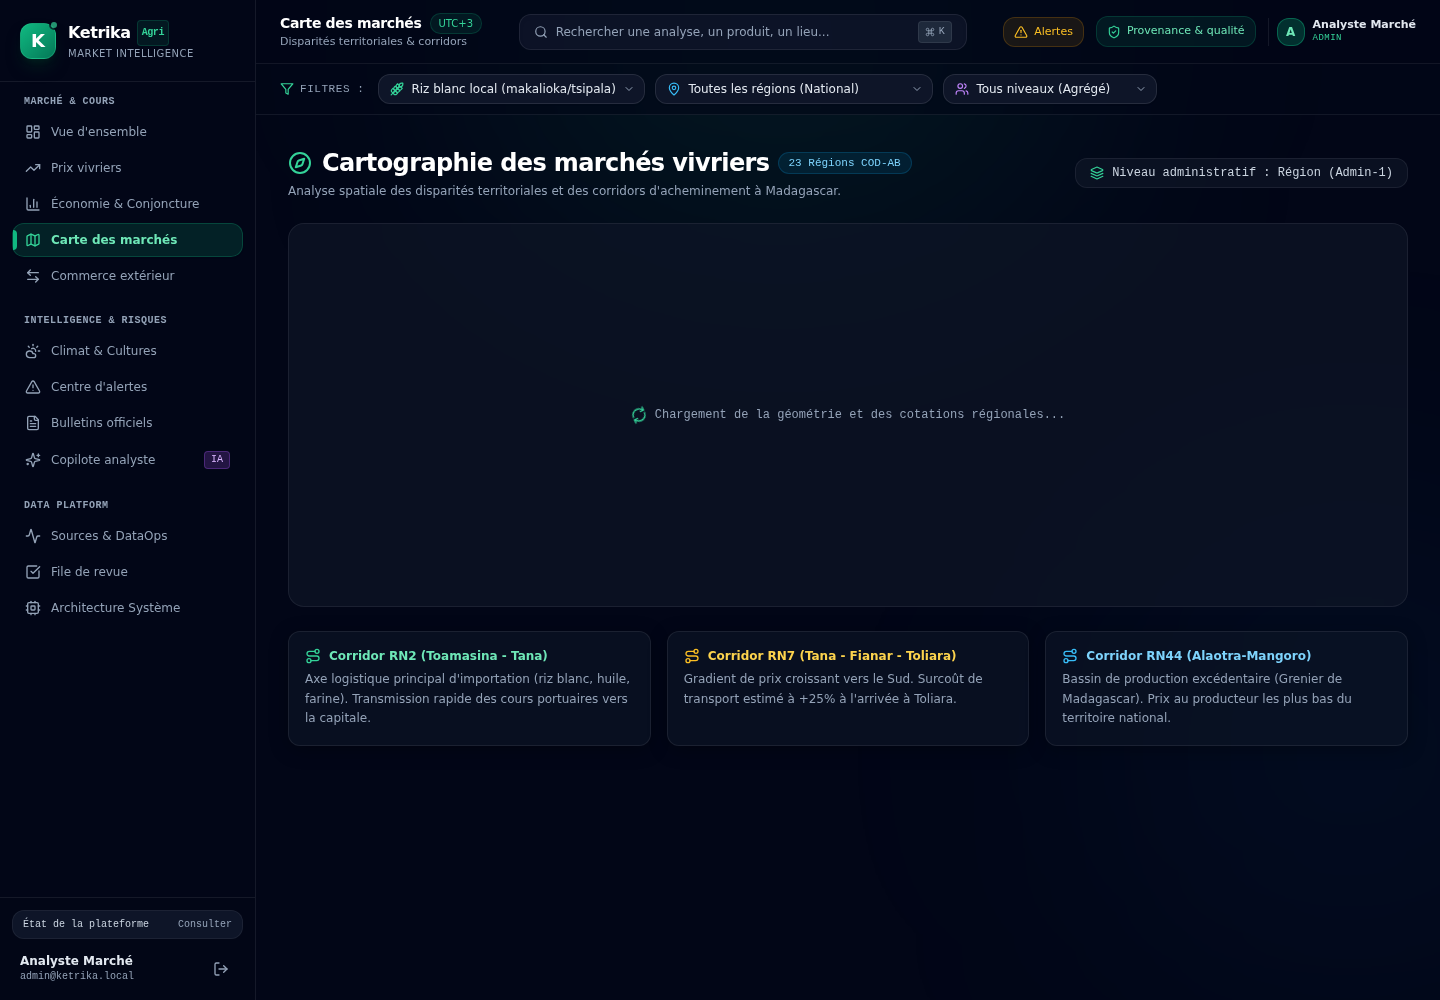 K
Ketrika Agri
MARKET INTELLIGENCE
MARCHÉ & COURS
Vue d'ensemble
Prix vivriers
Économie & Conjoncture
Carte des marchés
Commerce extérieur
INTELLIGENCE & RISQUES
Climat & Cultures
Centre d'alertes
Bulletins officiels
Copilote analyste IA
DATA PLATFORM
Sources & DataOps
File de revue
Architecture Système
État de la plateforme Consulter
Analyste Marché
admin@ketrika.local
Carte des marchés UTC+3
Disparités territoriales & corridors
Rechercher une analyse, un produit, un lieu... ⌘ K
Alertes
Provenance & qualité
A
Analyste Marché
ADMIN
FILTRES :
Riz blanc local (makalioka/tsipala)
Toutes les régions (National)
Tous niveaux (Agrégé)
Cartographie des marchés vivriers 23 Régions COD-AB
Analyse spatiale des disparités territoriales et des corridors d'acheminement à Madagascar.
Niveau administratif : Région (Admin-1)
Chargement de la géométrie et des cotations régionales...
Corridor RN2 (Toamasina - Tana)
Axe logistique principal d'importation (riz blanc, huile,
farine). Transmission rapide des cours portuaires vers
la capitale.
Corridor RN7 (Tana - Fianar - Toliara)
Gradient de prix croissant vers le Sud. Surcoût de
transport estimé à +25% à l'arrivée à Toliara.
Corridor RN44 (Alaotra-Mangoro)
Bassin de production excédentaire (Grenier de
Madagascar). Prix au producteur les plus bas du
territoire national.